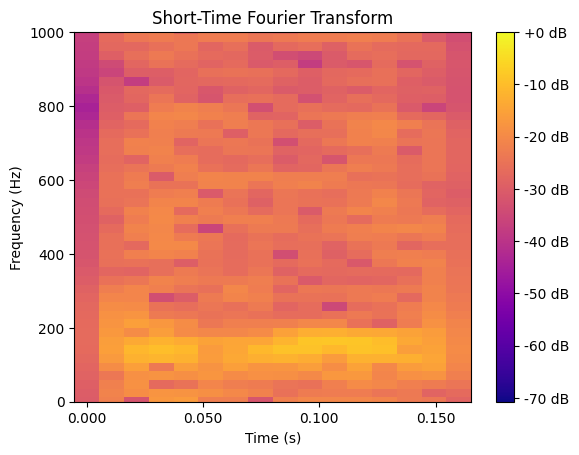 Short-Time Fourier Transform
1000
800
600
400
200
0
Frequency (Hz)
0.000
0.050
0.100
0.150
Time (s)
+0 dB
-10 dB
-20 dB
-30 dB
-40 dB
-50 dB
-60 dB
-70 dB